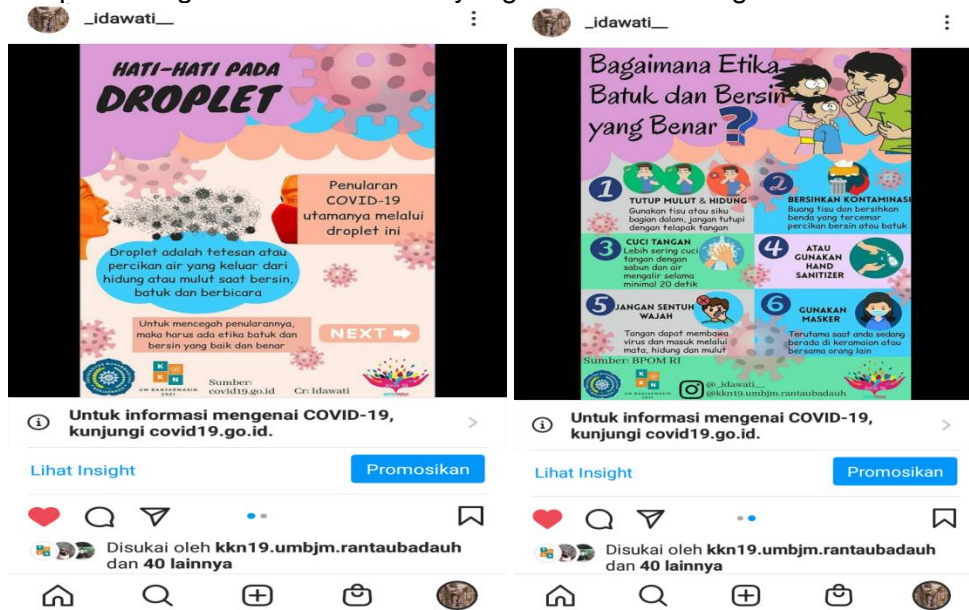 _idawati__
HATI-HATI PADA
DROPLET
Penularan
COVID-19
utamanya melalui
droplet ini
Droplet adalah tetesan atau
percikan air yang keluar dari
hidung atau mulut saat bersin,
batuk dan berbicara
Untuk mencegah penularannya,
maka harus ada etika batuk dan
bersin yang baik dan benar
NEXT
K
K N
UM BANJARMASIN
2021
Sumber:
covid19.go.id
Cr: Idawati
Untuk informasi mengenai COVID-19,
kunjungi covid19.go.id.
Lihat Insight
Promosikan
Disukai oleh kkn19.umbjm.rantaubadauh
dan 40 lainnya
_idawati__
Bagaimana Etika
Batuk dan Bersin
yang Benar?
1
TUTUP MULUT & HIDUNG
Gunakan tisu atau siku
bagian dalam, jangan tutupi
dengan telapak tangan
2
BERSIHKAN KONTAMINASI
Buang tisu dan bersihkan
benda yang tercemar
percikan bersin atau batuk
3
CUCI TANGAN
Lebih sering cuci
tangan dengan
sabun dan air
mengalir selama
minimal 20 detik
4
ATAU
GUNAKAN
HAND
SANITIZER
5
JANGAN SENTUH
WAJAH
Tangan dapat membawa
virus dan masuk melalui
mata, hidung dan mulut
6
GUNAKAN
MASKER
Terutama saat anda sedang
berada di keramaian atau
bersama orang lain
Sumber: BPOM RI
K
K N
UM BANJARMASIN
2021
@_idawati__
@kkn19.umbjm.rantaubadauh
Untuk informasi mengenai COVID-19,
kunjungi covid19.go.id.
Lihat Insight
Promosikan
Disukai oleh kkn19.umbjm.rantaubadauh
dan 40 lainnya